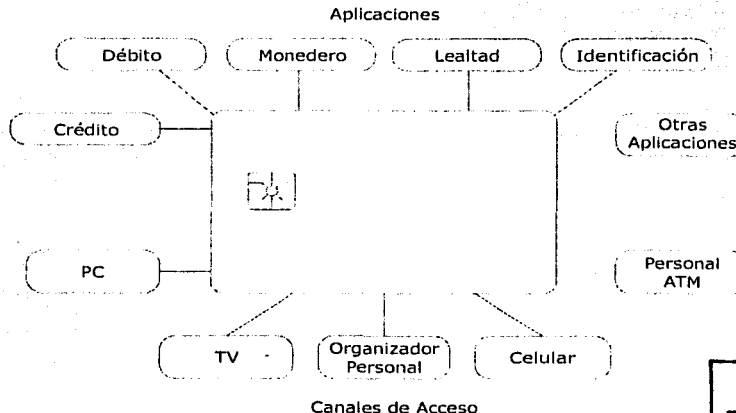 Aplicaciones
Débito
Monedero
Lealtad
Identificación
Crédito
Otras
Aplicaciones
PC
Personal
ATM
TV
Organizador
Personal
Celular
Canales de Acceso